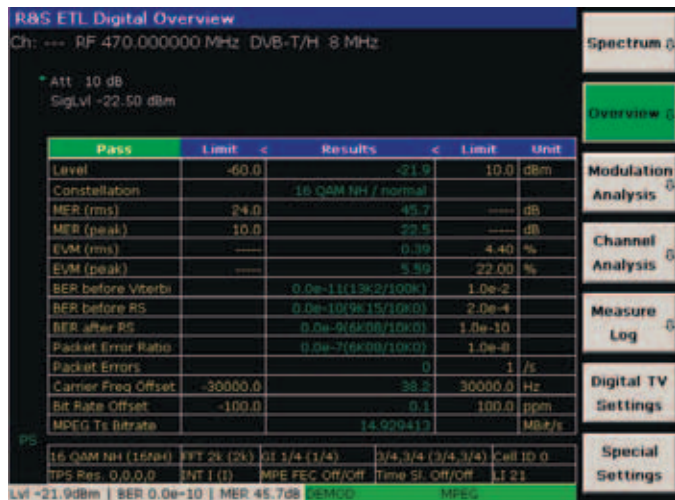 R&S ETL Digital Overview
Ch: --- RF 470.000000 MHz DVB-T/H 8 MHz
* Att 10 dB
SigLvl -22.50 dBm
Pass Limit < Results < Limit Unit
Level -60.0 -21.9 10.0 dBm
Constellation 16 QAM NH / normal
MER (rms) 24.0 45.7 ----- dB
MER (peak) 10.0 22.5 ----- dB
EVM (rms) ----- 0.39 4.40 %
EVM (peak) ----- 5.59 22.00 %
BER before Viterbi 0.0e-11(13K2/100K) 1.0e-2
BER before RS 0.0e-10(9K15/10K0) 2.0e-4
BER after RS 0.0e-9(6K08/10K0) 1.0e-10
Packet Error Ratio 0.0e-7(6K08/10K0) 1.0e-8
Packet Errors 0 1 /s
Carrier Freq Offset -30000.0 38.2 30000.0 Hz
Bit Rate Offset -100.0 0.1 100.0 ppm
MPEG Ts Bitrate 14.929413 MBit/s
PS
16 QAM NH (16NH) FFT 2k (2k) GI 1/4 (1/4) 3/4,3/4 (3/4,3/4) Cell ID 0
TPS Res. 0,0,0,0 INT I (I) MPE FEC Off/Off Time Sl. Off/Off LI 21
Lvl -21.9dBm | BER 0.0e-10 | MER 45.7dB DEMOD MPEG
Spectrum
Overview
Modulation
Analysis
Channel
Analysis
Measure
Log
Digital TV
Settings
Special
Settings